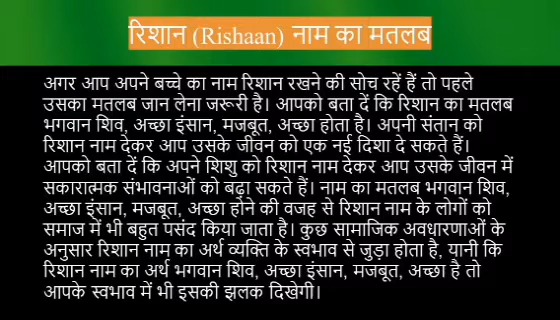 रिशान (Rishaan) नाम का मतलब
अगर आप अपने बच्चे का नाम रिशान रखने की सोच रहें हैं तो पहले
उसका मतलब जान लेना जरूरी है। आपको बता दें कि रिशान का मतलब
भगवान शिव, अच्छा इंसान, मजबूत, अच्छा होता है। अपनी संतान को
रिशान नाम देकर आप उसके जीवन को एक नई दिशा दे सकते हैं।
आपको बता दें कि अपने शिशु को रिशान नाम देकर आप उसके जीवन में
सकारात्मक संभावनाओं को बढ़ा सकते हैं। नाम का मतलब भगवान शिव,
अच्छा इंसान, मजबूत, अच्छा होने की वजह से रिशान नाम के लोगों को
समाज में भी बहुत पसंद किया जाता है। कुछ सामाजिक अवधारणाओं के
अनुसार रिशान नाम का अर्थ व्यक्ति के स्वभाव से जुड़ा होता है, यानी कि
रिशान नाम का अर्थ भगवान शिव, अच्छा इंसान, मजबूत, अच्छा है तो
आपके स्वभाव में भी इसकी झलक दिखेगी।